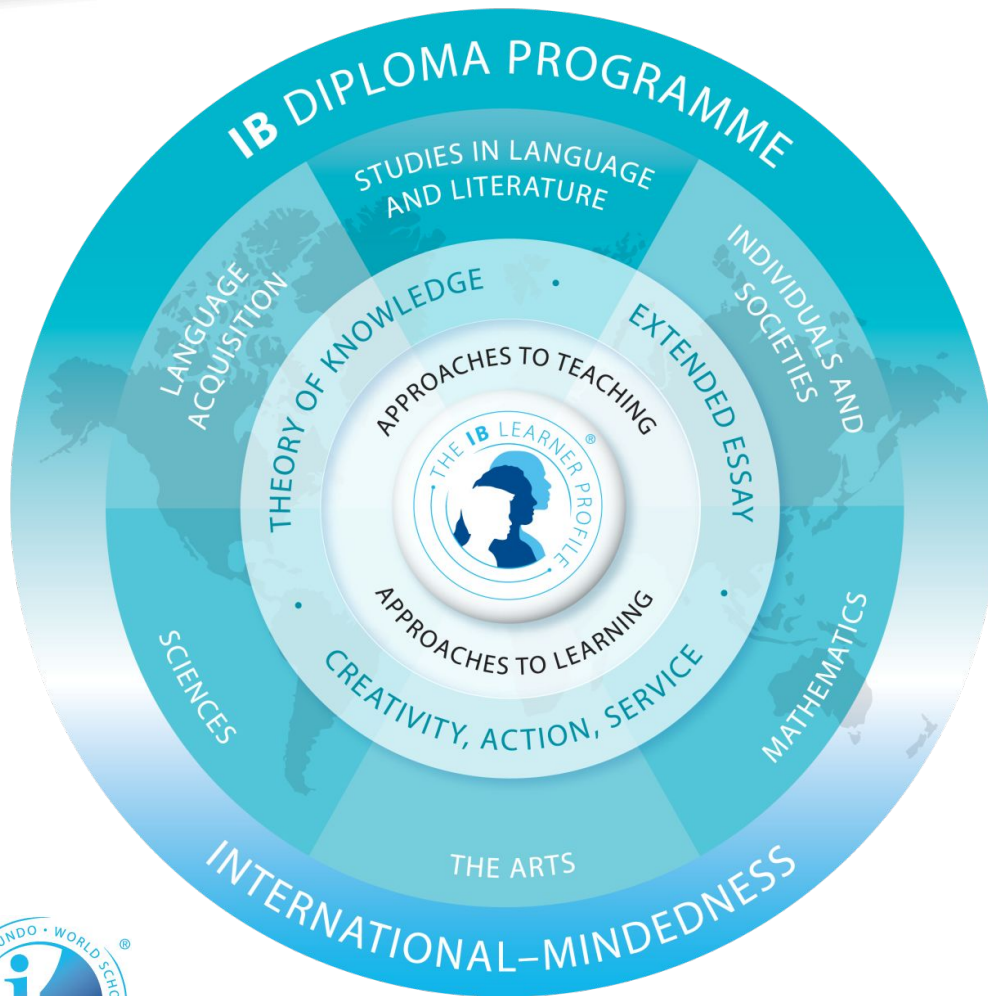 IB DIPLOMA PROGRAMME
STUDIES IN LANGUAGE
AND LITERATURE
LANGUAGE
ACQUISITION
INDIVIDUALS AND
SOCIETIES
THEORY OF KNOWLEDGE
•
EXTENDED ESSAY
APPROACHES TO TEACHING
• THE IB LEARNER PROFILE •
®
APPROACHES TO LEARNING
•
CREATIVITY, ACTION, SERVICE
•
SCIENCES
MATHEMATICS
THE ARTS
INTERNATIONAL–MINDEDNESS
• WORLD
®